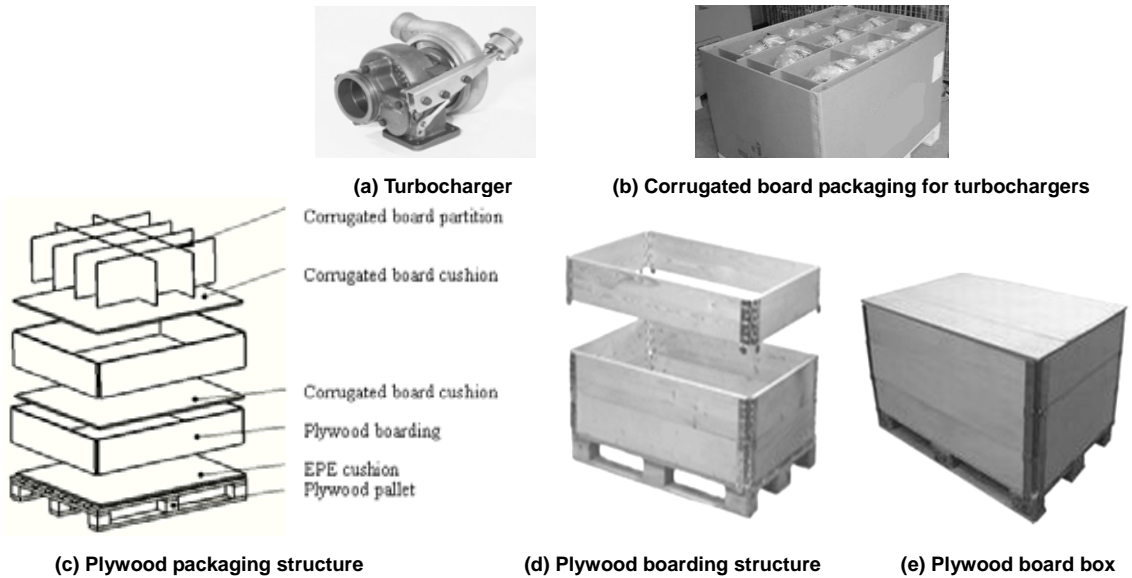 (a) Turbocharger
(b) Corrugated board packaging for turbochargers
Corrugated board partition
Corrugated board cushion
Corrugated board cushion
Plywood boarding
EPE cushion
Plywood pallet
(c) Plywood packaging structure
(d) Plywood boarding structure
(e) Plywood board box